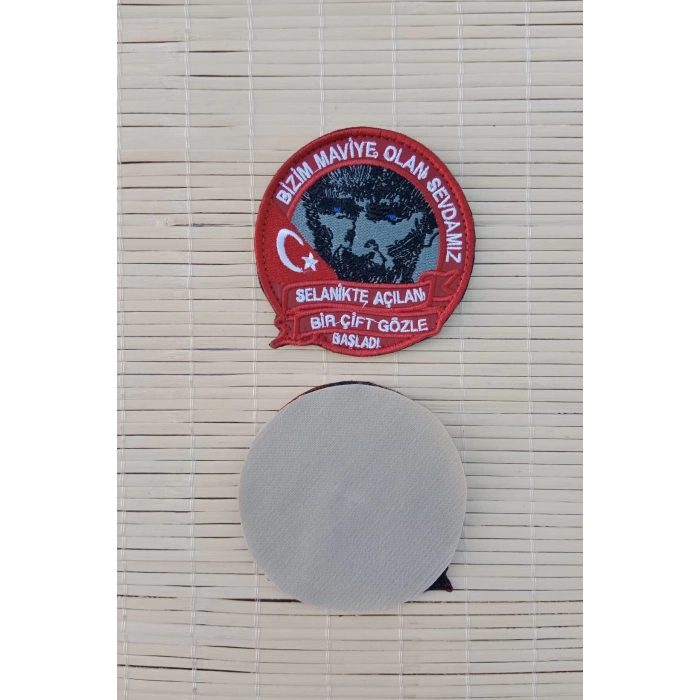 BİZİM MAVİYE OLAN SEVDAMIZ
SELANİKTE AÇILAN
BİR ÇİFT GÖZLE
BAŞLADI